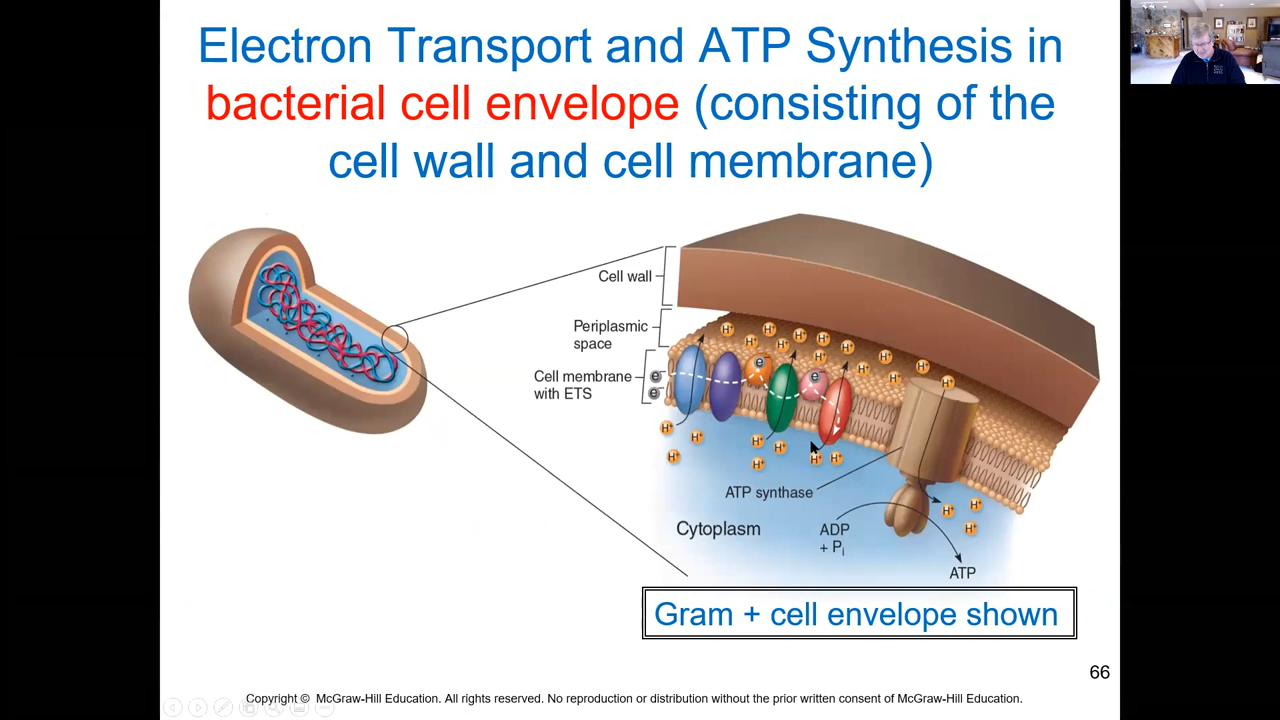 Electron Transport and ATP Synthesis in
bacterial cell envelope (consisting of the
cell wall and cell membrane)
Cell wall
Periplasmic
space
Cell membrane
with ETS
H+ H+ H+ H+ H+ H+ H+ H+ H+ H+ H+ H+
e-
e-
e-
e-
H+ H+ H+ H+ H+ H+ H+ H+
ATP synthase
H+ H+ H+
Cytoplasm
ADP
+ Pi
ATP
Gram + cell envelope shown
66
Copyright © McGraw-Hill Education. All rights reserved. No reproduction or distribution without the prior written consent of McGraw-Hill Education.